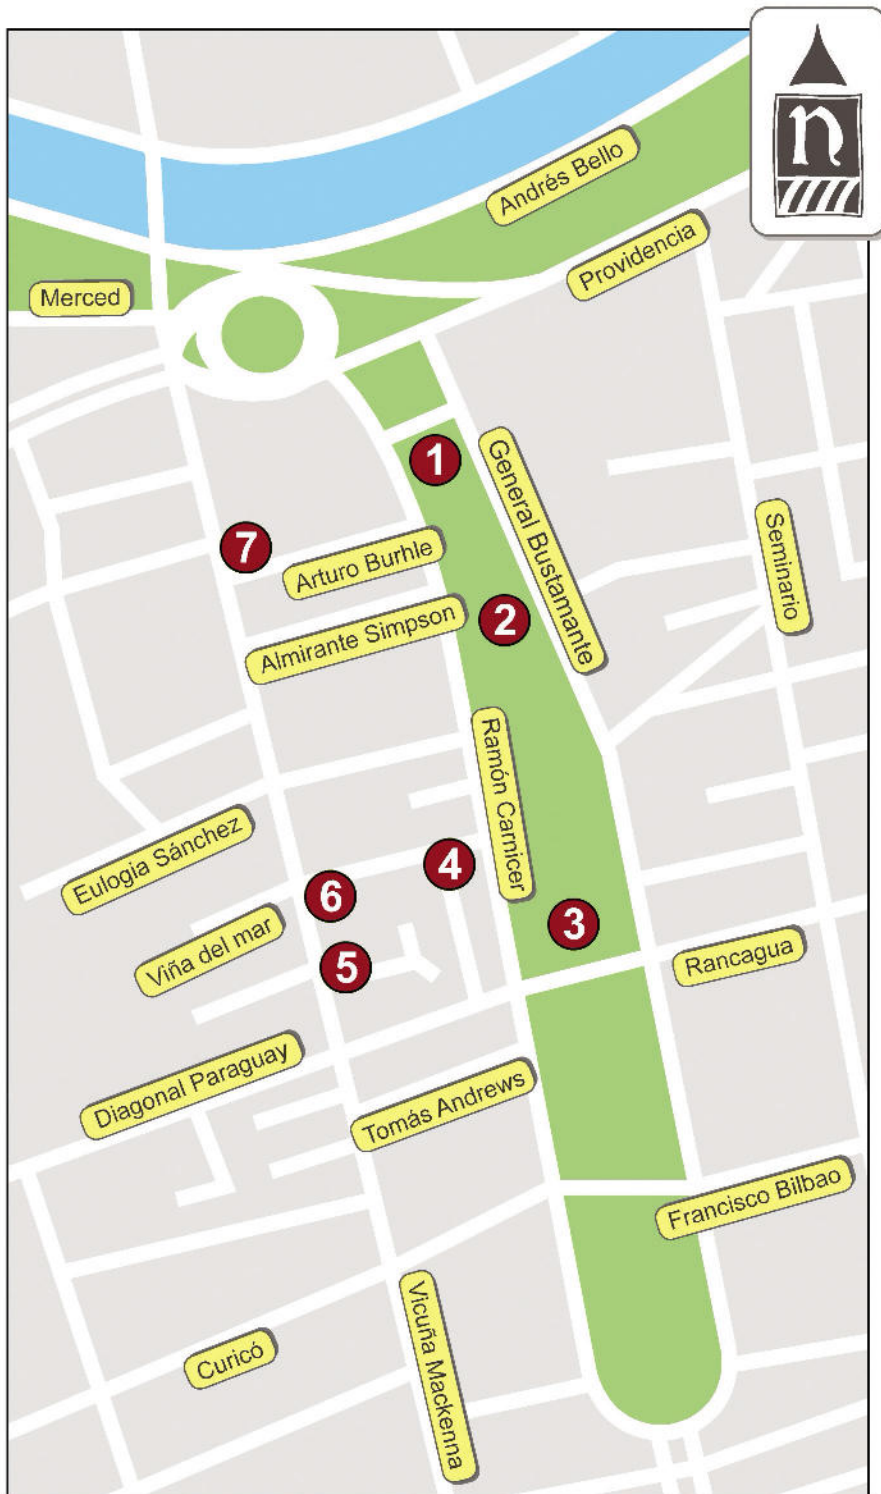 n
Andrés Bello
Providencia
Merced
1
General Bustamante
7
Arturo Burhle
Seminario
2
Almirante Simpson
Ramón Carnicer
Eulogia Sánchez
4
6
3
Viña del mar
5
Rancagua
Diagonal Paraguay
Tomás Andrews
Francisco Bilbao
Vicuña Mackenna
Curicó